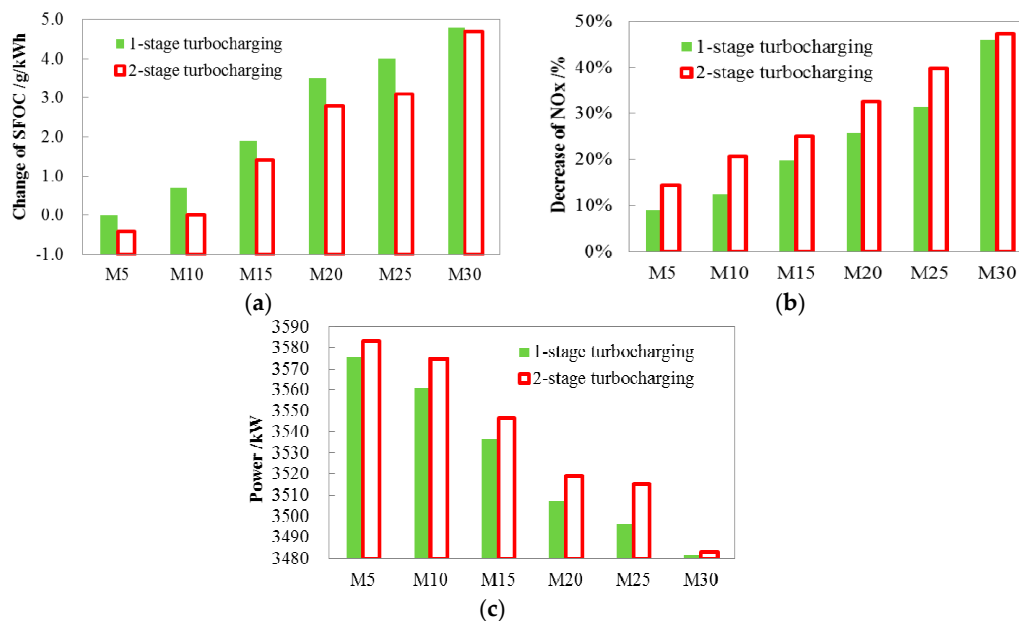 5.0
4.0
3.0
2.0
1.0
0.0
-1.0
Change of SFOC /g/kWh
1-stage turbocharging
2-stage turbocharging
M5 M10 M15 M20 M25 M30
(a)
50%
40%
30%
20%
10%
0%
Decrease of NOx /%
1-stage turbocharging
2-stage turbocharging
M5 M10 M15 M20 M25 M30
(b)
3590
3580
3570
3560
3550
3540
3530
3520
3510
3500
3490
3480
Power /kW
1-stage turbocharging
2-stage turbocharging
M5 M10 M15 M20 M25 M30
(c)